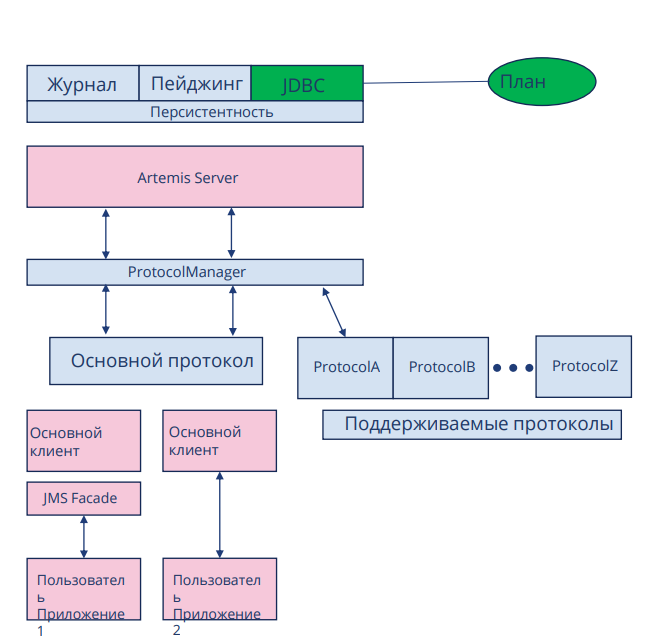 Журнал
Пейджинг
JDBC
План
Персистентность
Artemis Server
ProtocolManager
Основной протокол
ProtocolA
ProtocolB
ProtocolZ
Поддерживаемые протоколы
Основной
клиент
Основной
клиент
JMS Facade
Пользовател
ь
Приложение
1
Пользовател
ь
Приложение
2